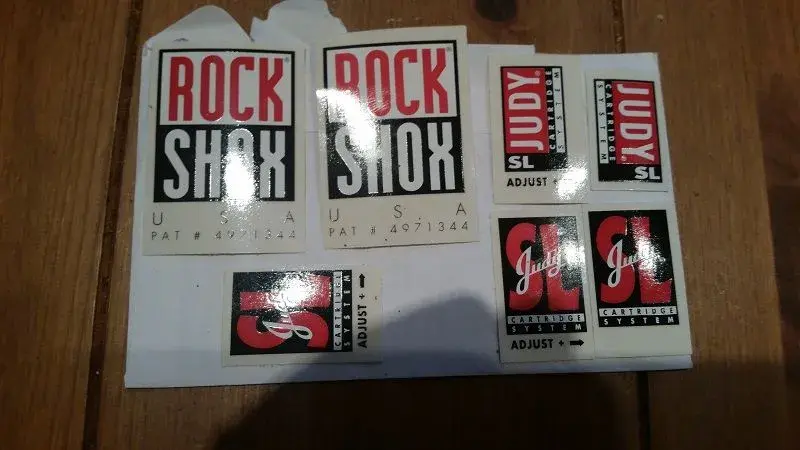 ROCK®
SHOX
U S A
PAT # 4971344
ROCK®
SHOX
U S A
PAT # 4971344
JUDY®
CARTRIDGE
SYSTEM
SL
ADJUST + →
JUDY®
CARTRIDGE
SYSTEM
SL
SL
Judy
CARTRIDGE
SYSTEM
ADJUST + →
SL
Judy
CARTRIDGE
SYSTEM
ADJUST + →
SL
Judy
CARTRIDGE
SYSTEM